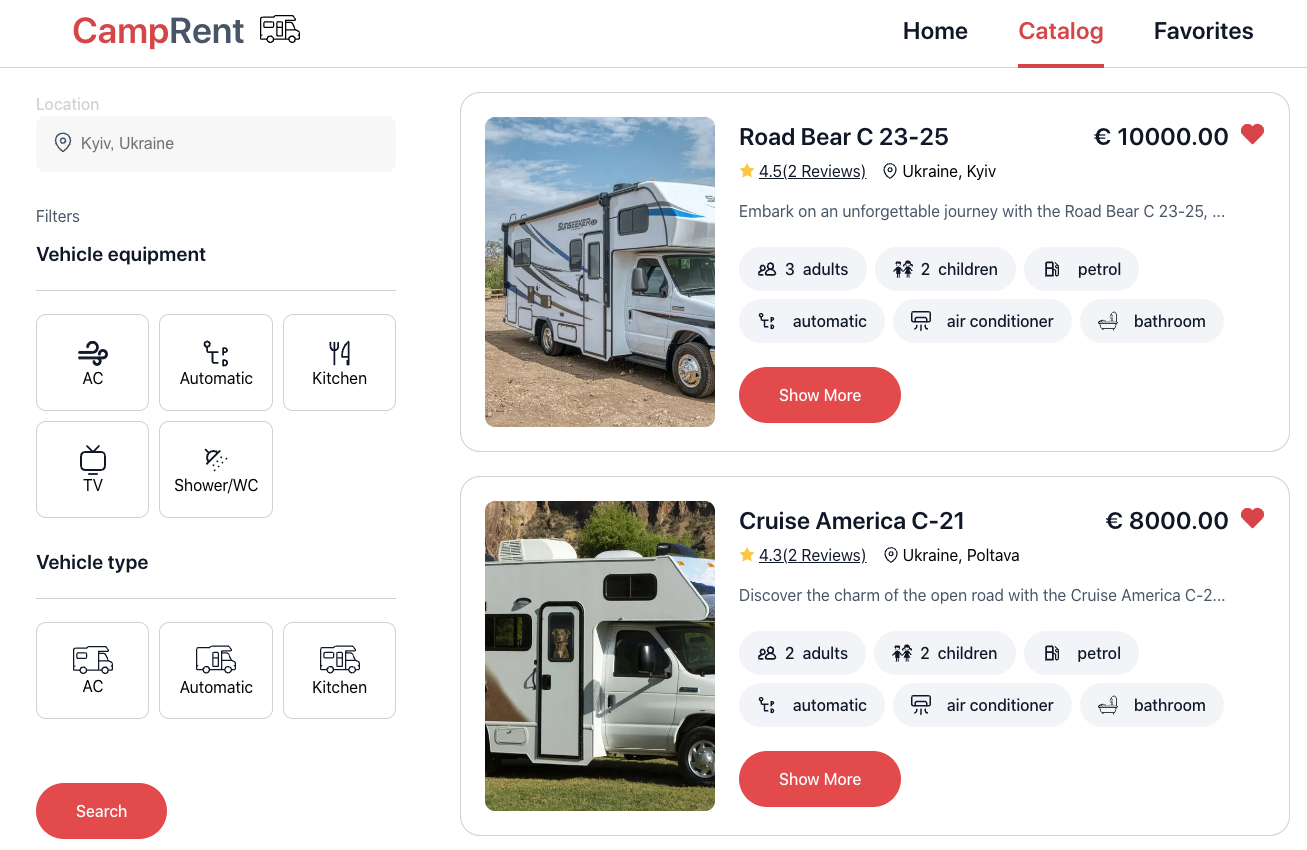 CampRent
Home Catalog Favorites
Location
Kyiv, Ukraine
Filters
Vehicle equipment
AC Automatic Kitchen
TV Shower/WC
Vehicle type
AC Automatic Kitchen
Search
Road Bear C 23-25 € 10000.00
4.5(2 Reviews) Ukraine, Kyiv
Embark on an unforgettable journey with the Road Bear C 23-25, ...
3 adults 2 children petrol
automatic air conditioner bathroom
Show More
SUNSEEKER
Cruise America C-21 € 8000.00
4.3(2 Reviews) Ukraine, Poltava
Discover the charm of the open road with the Cruise America C-2...
2 adults 2 children petrol
automatic air conditioner bathroom
Show More